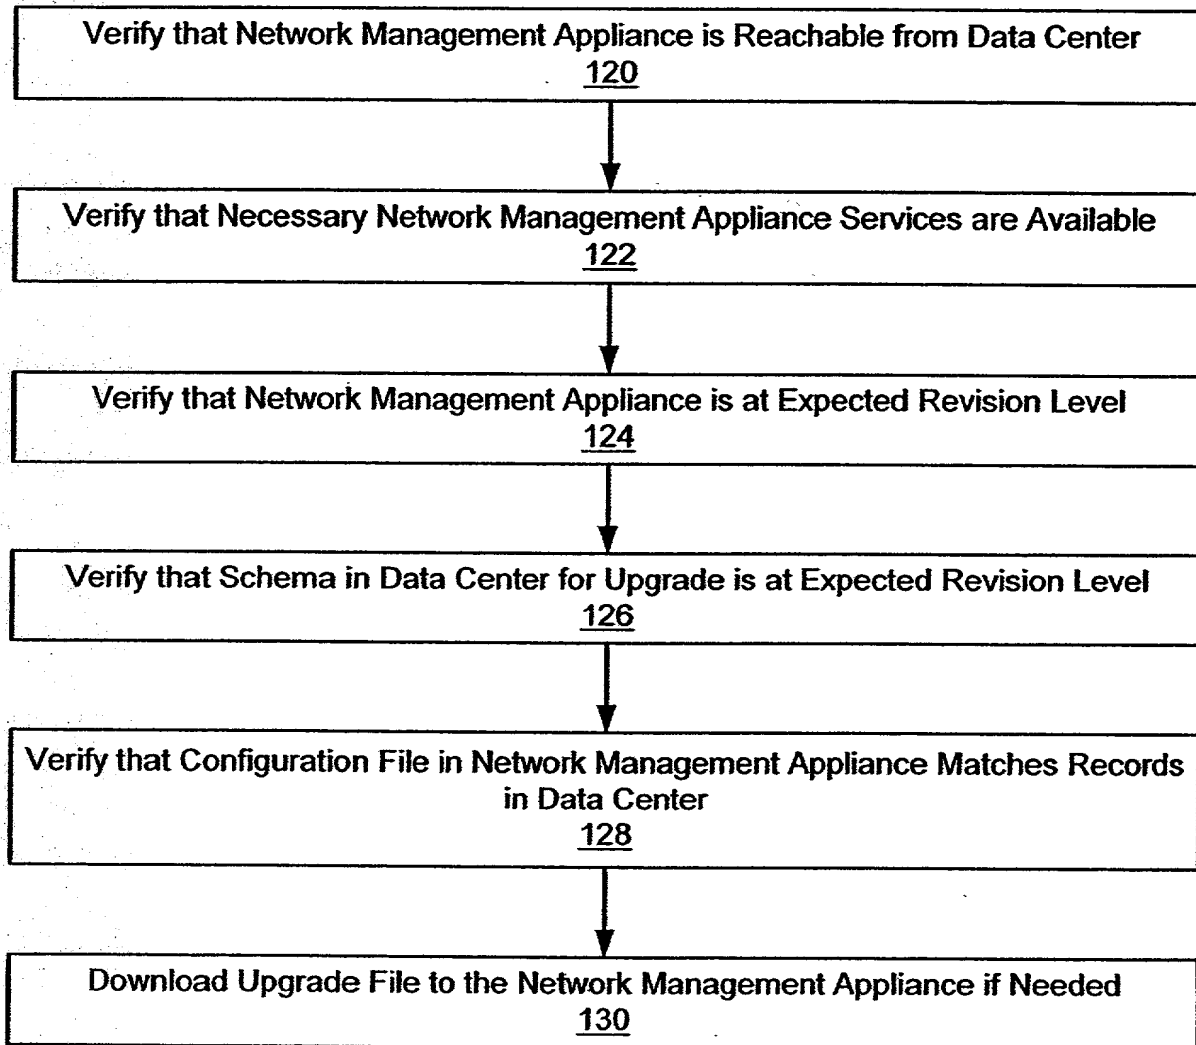 Verify that Network Management Appliance is Reachable from Data Center
120
Verify that Necessary Network Management Appliance Services are Available
122
Verify that Network Management Appliance is at Expected Revision Level
124
Verify that Schema in Data Center for Upgrade is at Expected Revision Level
126
Verify that Configuration File in Network Management Appliance Matches Records
in Data Center
128
Download Upgrade File to the Network Management Appliance if Needed
130